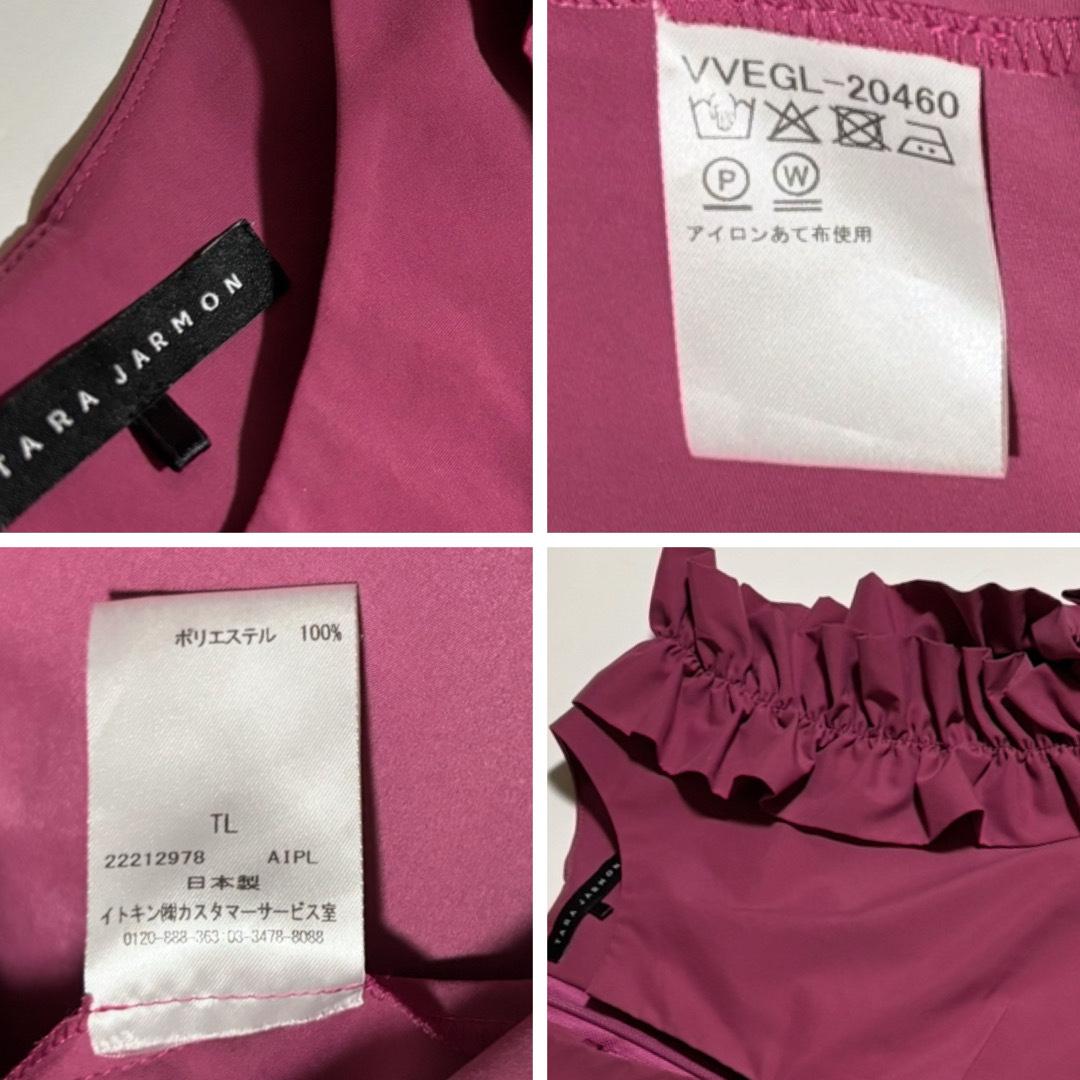 TARA JARMON
VVEGL-20460
P W
アイロンあて布使用
ポリエステル 100%
TL
22212978 AIPL
日本製
イトキン㈱カスタマーサービス室
0120-888-363 03-3478-8088
TARA JARMON